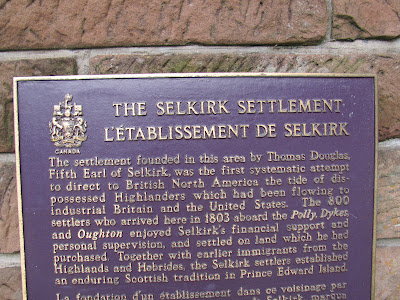 CANADA
THE SELKIRK SETTLEMENT
L'ÉTABLISSEMENT DE SELKIRK
The settlement founded in this area by Thomas Douglas,
Fifth Earl of Selkirk, was the first systematic attempt
to direct to British North America the tide of dis-
possessed Highlanders which had been flowing to
industrial Britain and the United States. The 800
settlers who arrived here in 1803 aboard the Polly, Dykes,
and Oughton enjoyed Selkirk's financial support and
personal supervision, and settled on land which he had
purchased. Together with earlier immigrants from the
Highlands and Hebrides, the Selkirk settlers established
an enduring Scottish tradition in Prince Edward Island.
La fondation d'un établissement dans ce voisinage par
de Selkirk, marqua